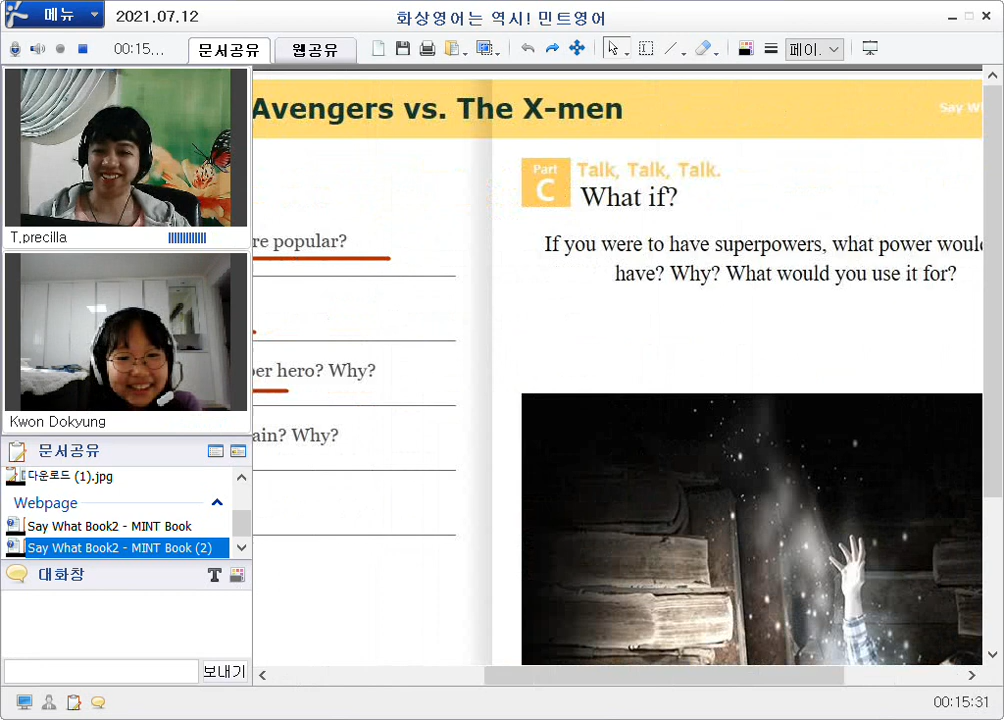 메뉴
2021.07.12
화상영어는 역시! 민트영어
00:15...
문서공유
웹공유
페이.
T.precilla
Kwon Dokyung
문서공유
다운로드 (1).jpg
Webpage
Say What Book2 - MINT Book
Say What Book2 - MINT Book (2)
대화창
보내기
Avengers vs. The X-men
Say
re popular?
er hero? Why?
ain? Why?
Part
C
Talk, Talk, Talk.
What if?
If you were to have superpowers, what power woul
have? Why? What would you use it for?
00:15:31